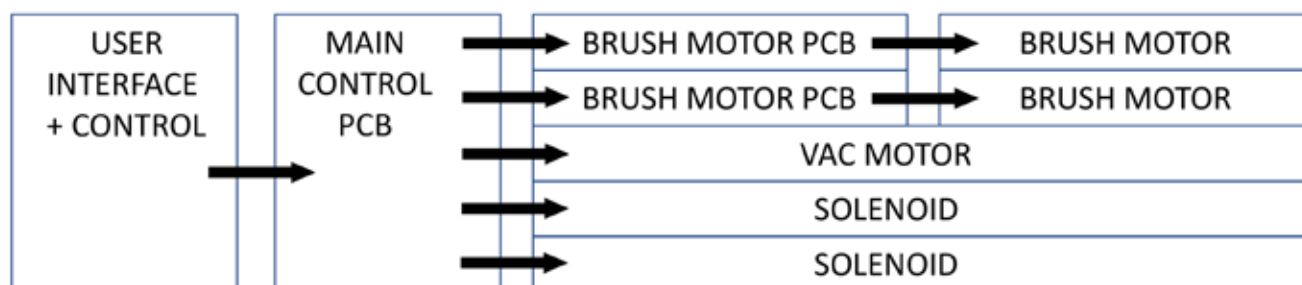 USER
INTERFACE
+ CONTROL
MAIN
CONTROL
PCB
BRUSH MOTOR PCB
BRUSH MOTOR
BRUSH MOTOR PCB
BRUSH MOTOR
VAC MOTOR
SOLENOID
SOLENOID